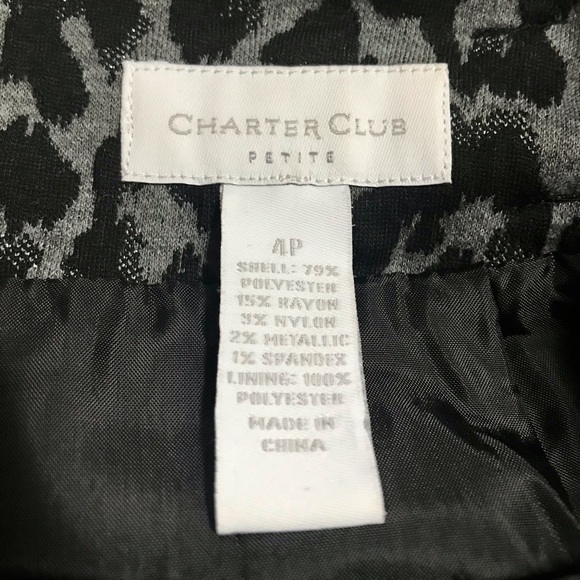 CHARTER CLUB
PETITE
4P
SHELL: 79%
POLYESTER
15% RAYON
3% NYLON
2% METALLIC
1% SPANDEX
LINING: 100%
POLYESTER
MADE IN
CHINA